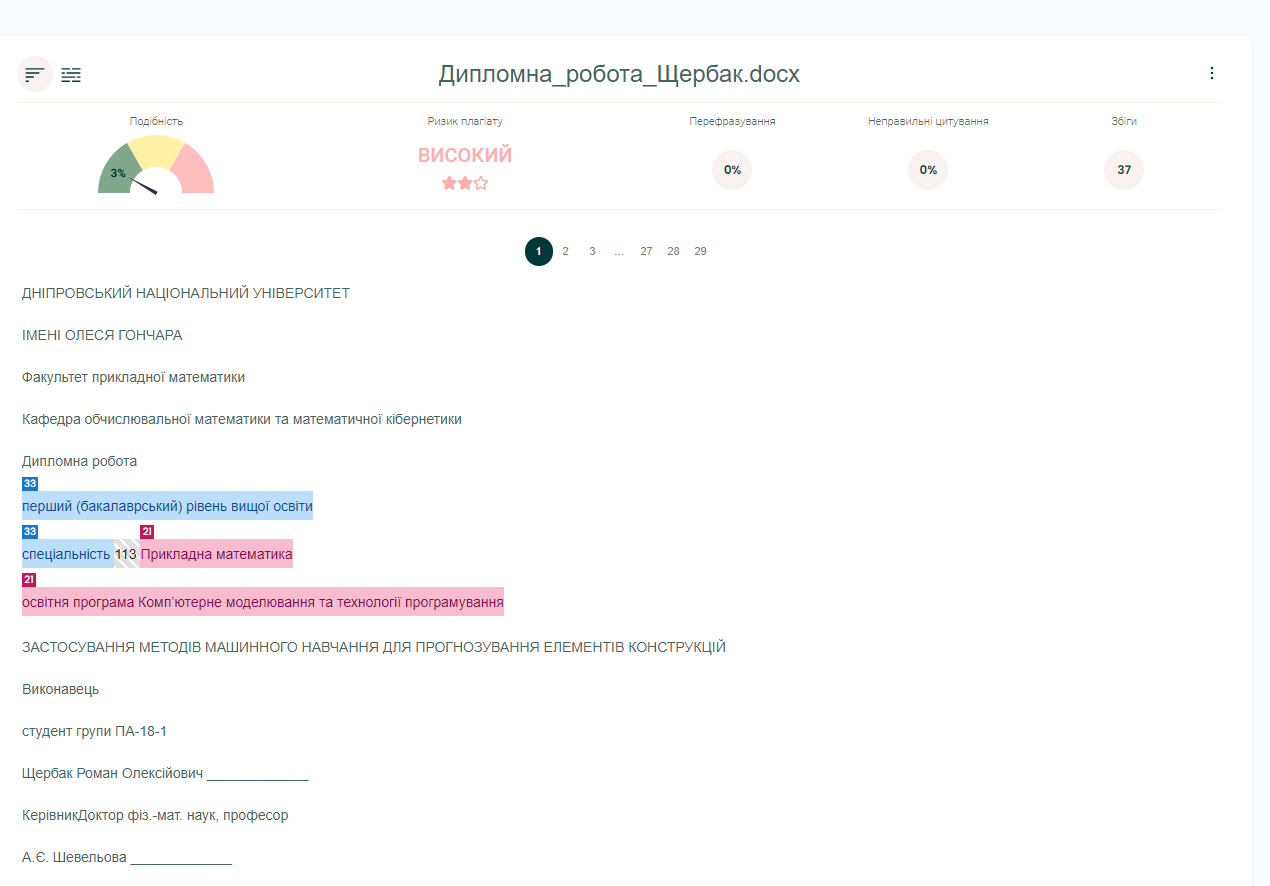 Дипломна_робота_Щербак.docx
Подібність
Ризик плагіату
Перефразування
Неправильні цитування
Збіги
3%
ВИСОКИЙ
0%
0%
37
1 2 3 ... 27 28 29
ДНІПРОВСЬКИЙ НАЦІОНАЛЬНИЙ УНІВЕРСИТЕТ
ІМЕНІ ОЛЕСЯ ГОНЧАРА
Факультет прикладної математики
Кафедра обчислювальної математики та математичної кібернетики
Дипломна робота
33
перший (бакалаврський) рівень вищої освіти
33 21
спеціальність 113 Прикладна математика
21
освітня програма Комп'ютерне моделювання та технології програмування
ЗАСТОСУВАННЯ МЕТОДІВ МАШИННОГО НАВЧАННЯ ДЛЯ ПРОГНОЗУВАННЯ ЕЛЕМЕНТІВ КОНСТРУКЦІЙ
Виконавець
студент групи ПА-18-1
Щербак Роман Олексійович _____________
КерівникДоктор фіз.-мат. наук, професор
А.Є. Шевельова _____________